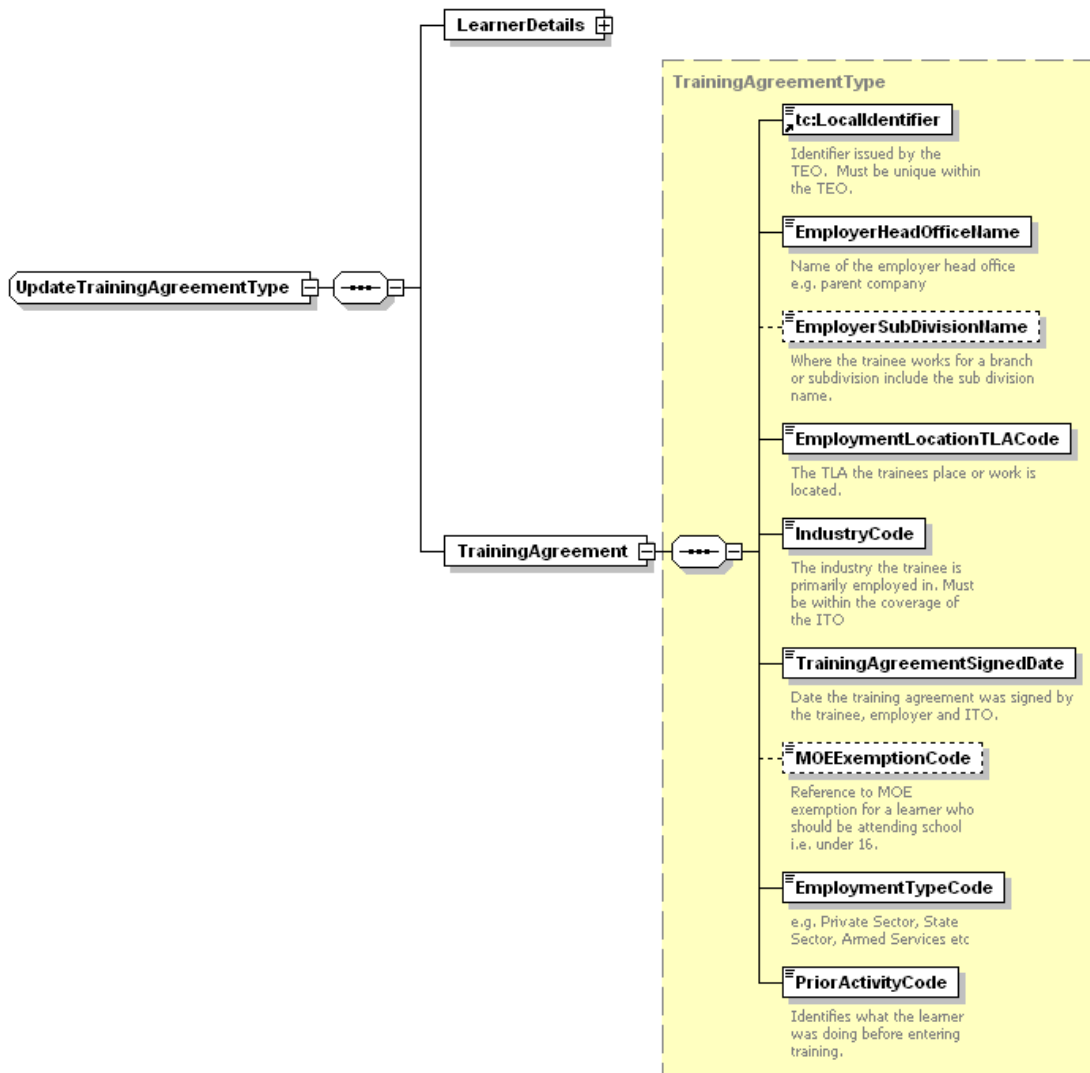 LearnerDetails
TrainingAgreementType
tc:LocalIdentifier
Identifier issued by the
TEO.  Must be unique within
the TEO.
EmployerHeadOfficeName
Name of the employer head office
e.g. parent company
UpdateTrainingAgreementType
EmployerSubDivisionName
Where the trainee works for a branch
or subdivision include the sub division
name.
EmploymentLocationTLACode
The TLA the trainees place or work is
located.
TrainingAgreement
IndustryCode
The industry the trainee is
primarily employed in. Must
be within the coverage of
the ITO
TrainingAgreementSignedDate
Date the training agreement was signed by
the trainee, employer and ITO.
MOEExemptionCode
Reference to MOE
exemption for a learner who
should be attending school
i.e. under 16.
EmploymentTypeCode
e.g. Private Sector, State
Sector, Armed Services etc
PriorActivityCode
Identifies what the learner
was doing before entering
training.